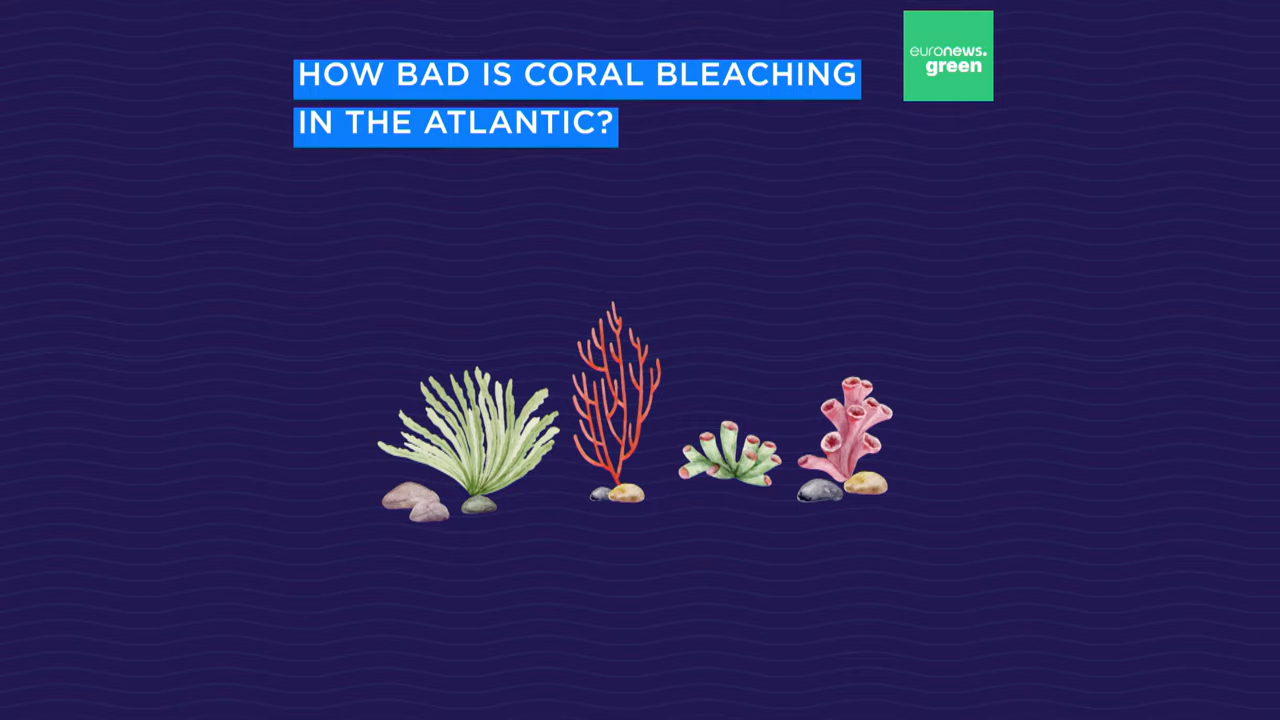 HOW BAD IS CORAL BLEACHING
IN THE ATLANTIC?
euronews.
green